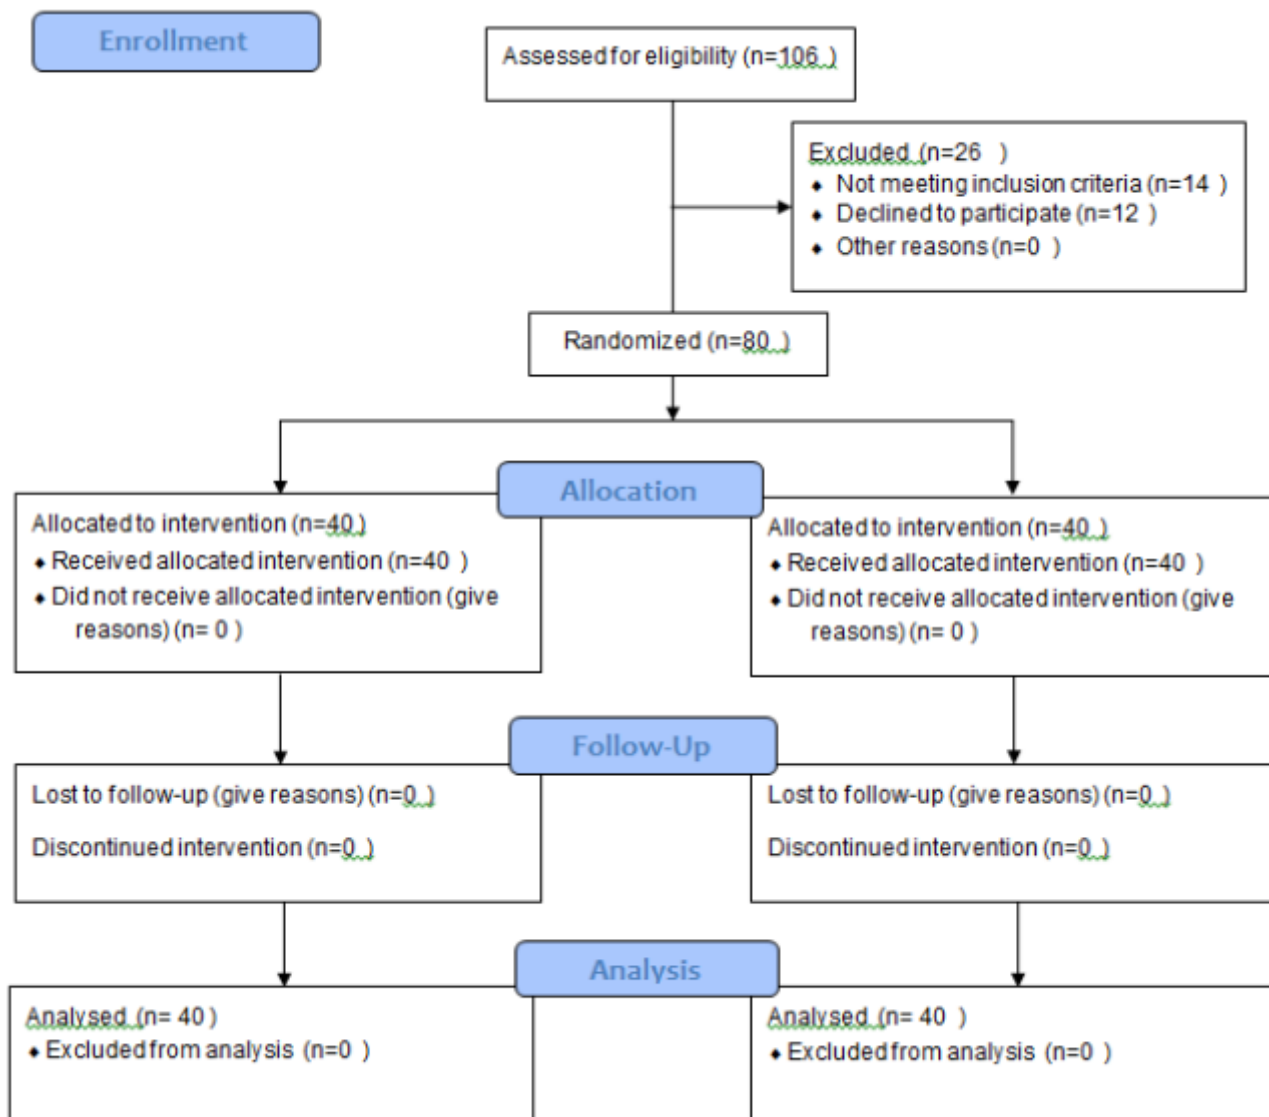 Enrollment
Assessed for eligibility (n=106 )
Excluded (n=26 )
⬥ Not meeting inclusion criteria (n=14 )
⬥ Declined to participate (n=12 )
⬥ Other reasons (n=0 )
Randomized (n=80 )
Allocation
Allocated to intervention (n=40 )
⬥ Received allocated intervention (n=40 )
⬥ Did not receive allocated intervention (give
reasons) (n= 0 )
Allocated to intervention (n=40 )
⬥ Received allocated intervention (n=40 )
⬥ Did not receive allocated intervention (give
reasons) (n= 0 )
Follow-Up
Lost to follow-up (give reasons) (n=0 )
Discontinued intervention (n=0 )
Lost to follow-up (give reasons) (n=0 )
Discontinued intervention (n=0 )
Analysis
Analysed (n= 40 )
⬥ Excluded from analysis (n=0 )
Analysed (n= 40 )
⬥ Excluded from analysis (n=0 )